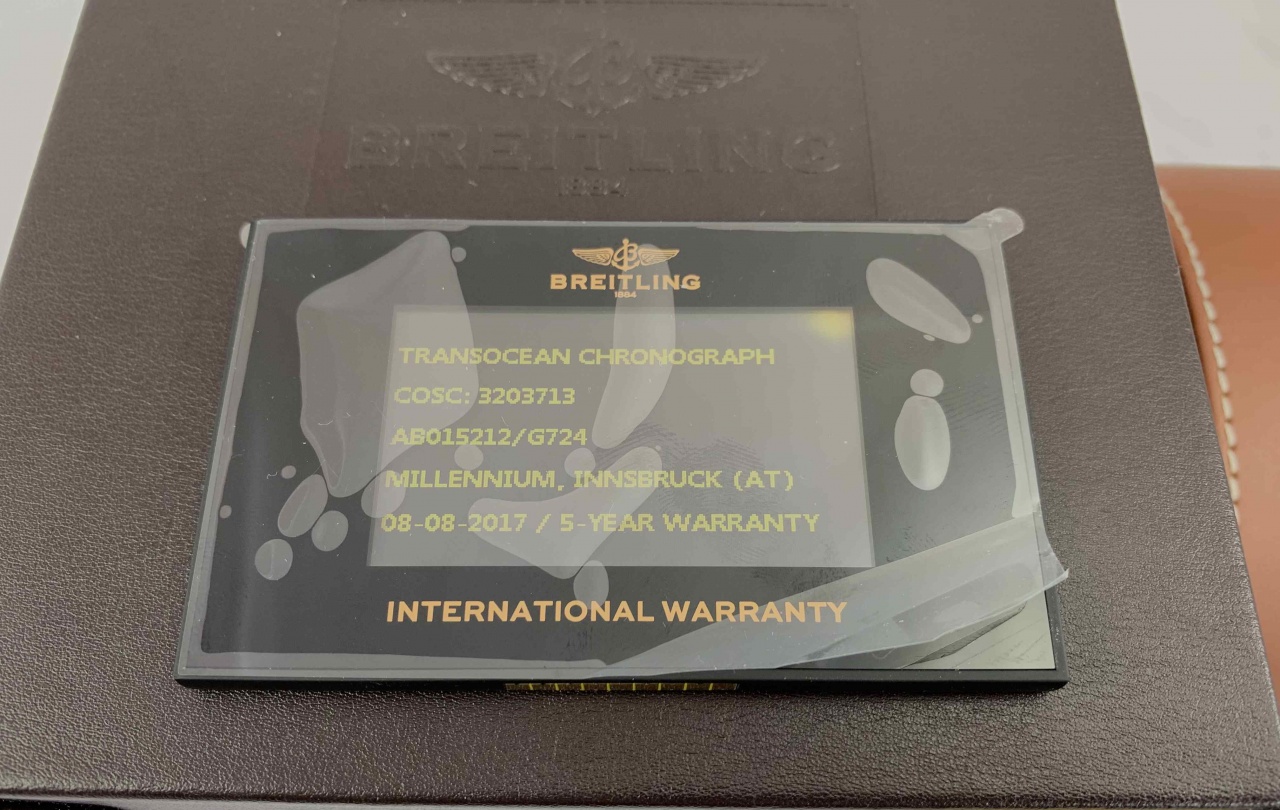 BREITLING
1884
BREITLING
1884
TRANSOCEAN CHRONOGRAPH
COSC: 3203713
AB015212/G724
MILLENNIUM, INNSBRUCK (AT)
08-08-2017 / 5-YEAR WARRANTY
INTERNATIONAL WARRANTY